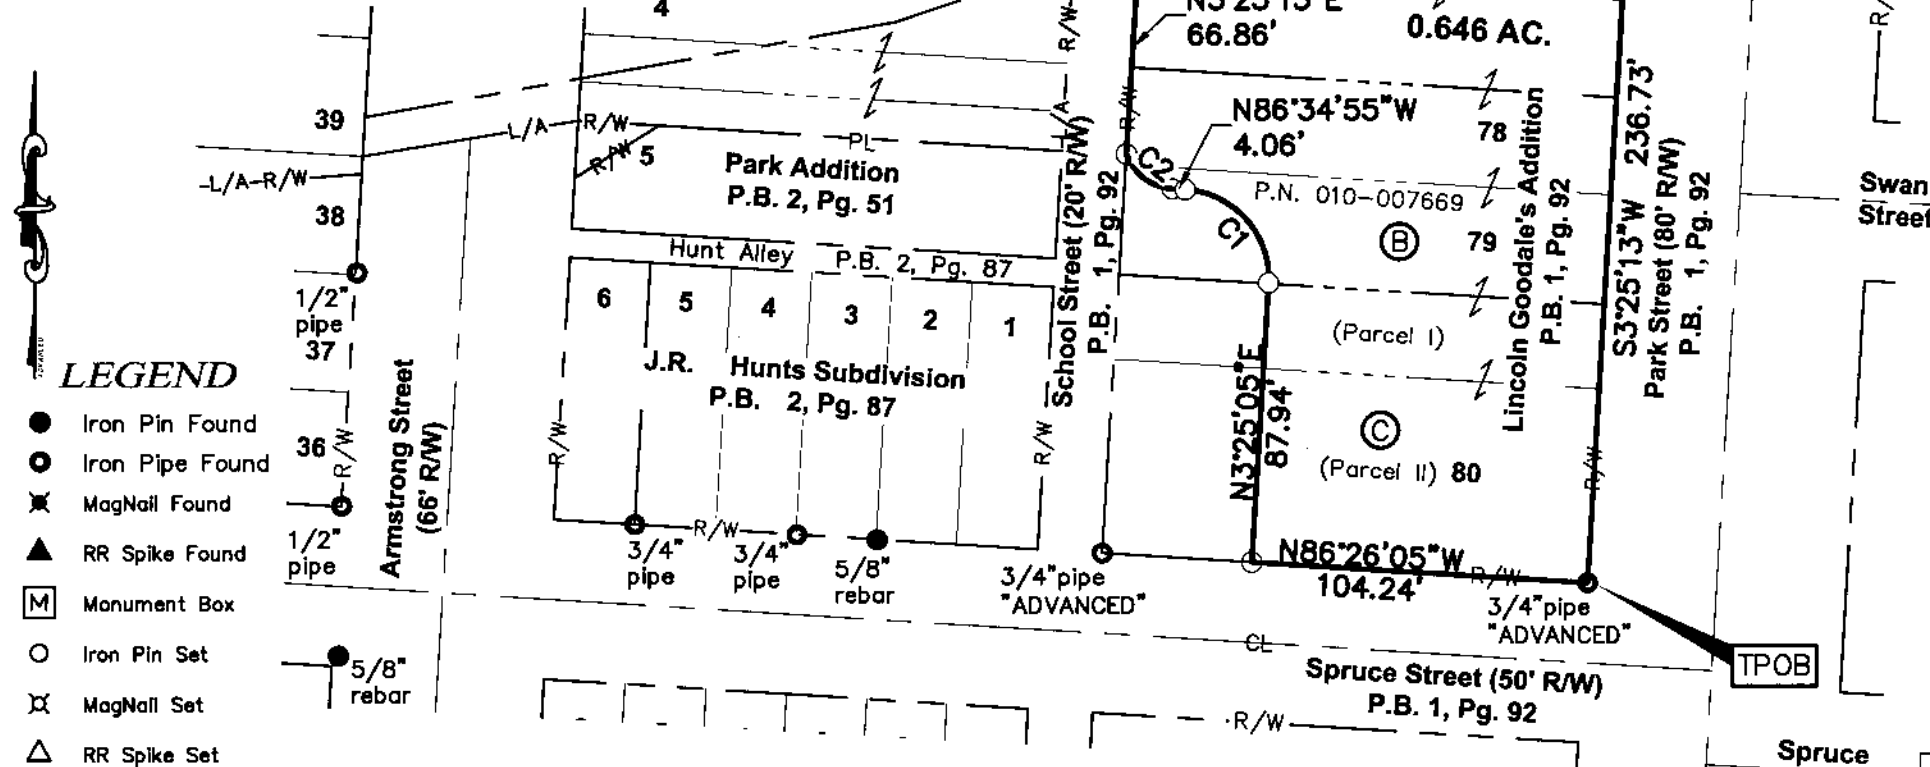 4
N3°25'13"E
66.86'
0.646 AC.
R/W
R/W
39
L/A
R/W
PL
R/W
5
Park Addition
P.B. 2, Pg. 51
-L/A-R/W
38
R/W
N86°34'55"W
4.06'
78
C2
P.N. 010-007669
C1
B
79
Lincoln Goodale's Addition
P.B. 1, Pg. 92
S3°25'13"W 236.73'
Park Street (80' R/W)
P.B. 1, Pg. 92
Swan
Street
School Street (20' R/W)
P.B. 1, Pg. 92
Hunt Alley P.B. 2, Pg. 87
6 5 4 3 2 1
J.R. Hunts Subdivision
P.B. 2, Pg. 87
1/2"
pipe
37
36
R/W
1/2"
pipe
Armstrong Street
(66' R/W)
R/W
R/W
R/W
3/4"
pipe
3/4"
pipe
5/8"
rebar
3/4"pipe
"ADVANCED"
(Parcel I)
N3°25'05"E
87.94'
C
(Parcel II) 80
R/W
N86°26'05"W
104.24'
R/W
3/4"pipe
"ADVANCED"
TPOB
CL
Spruce Street (50' R/W)
P.B. 1, Pg. 92
R/W
Spruce
5/8"
rebar
LEGEND
Iron Pin Found
Iron Pipe Found
MagNail Found
RR Spike Found
M Monument Box
Iron Pin Set
MagNail Set
RR Spike Set